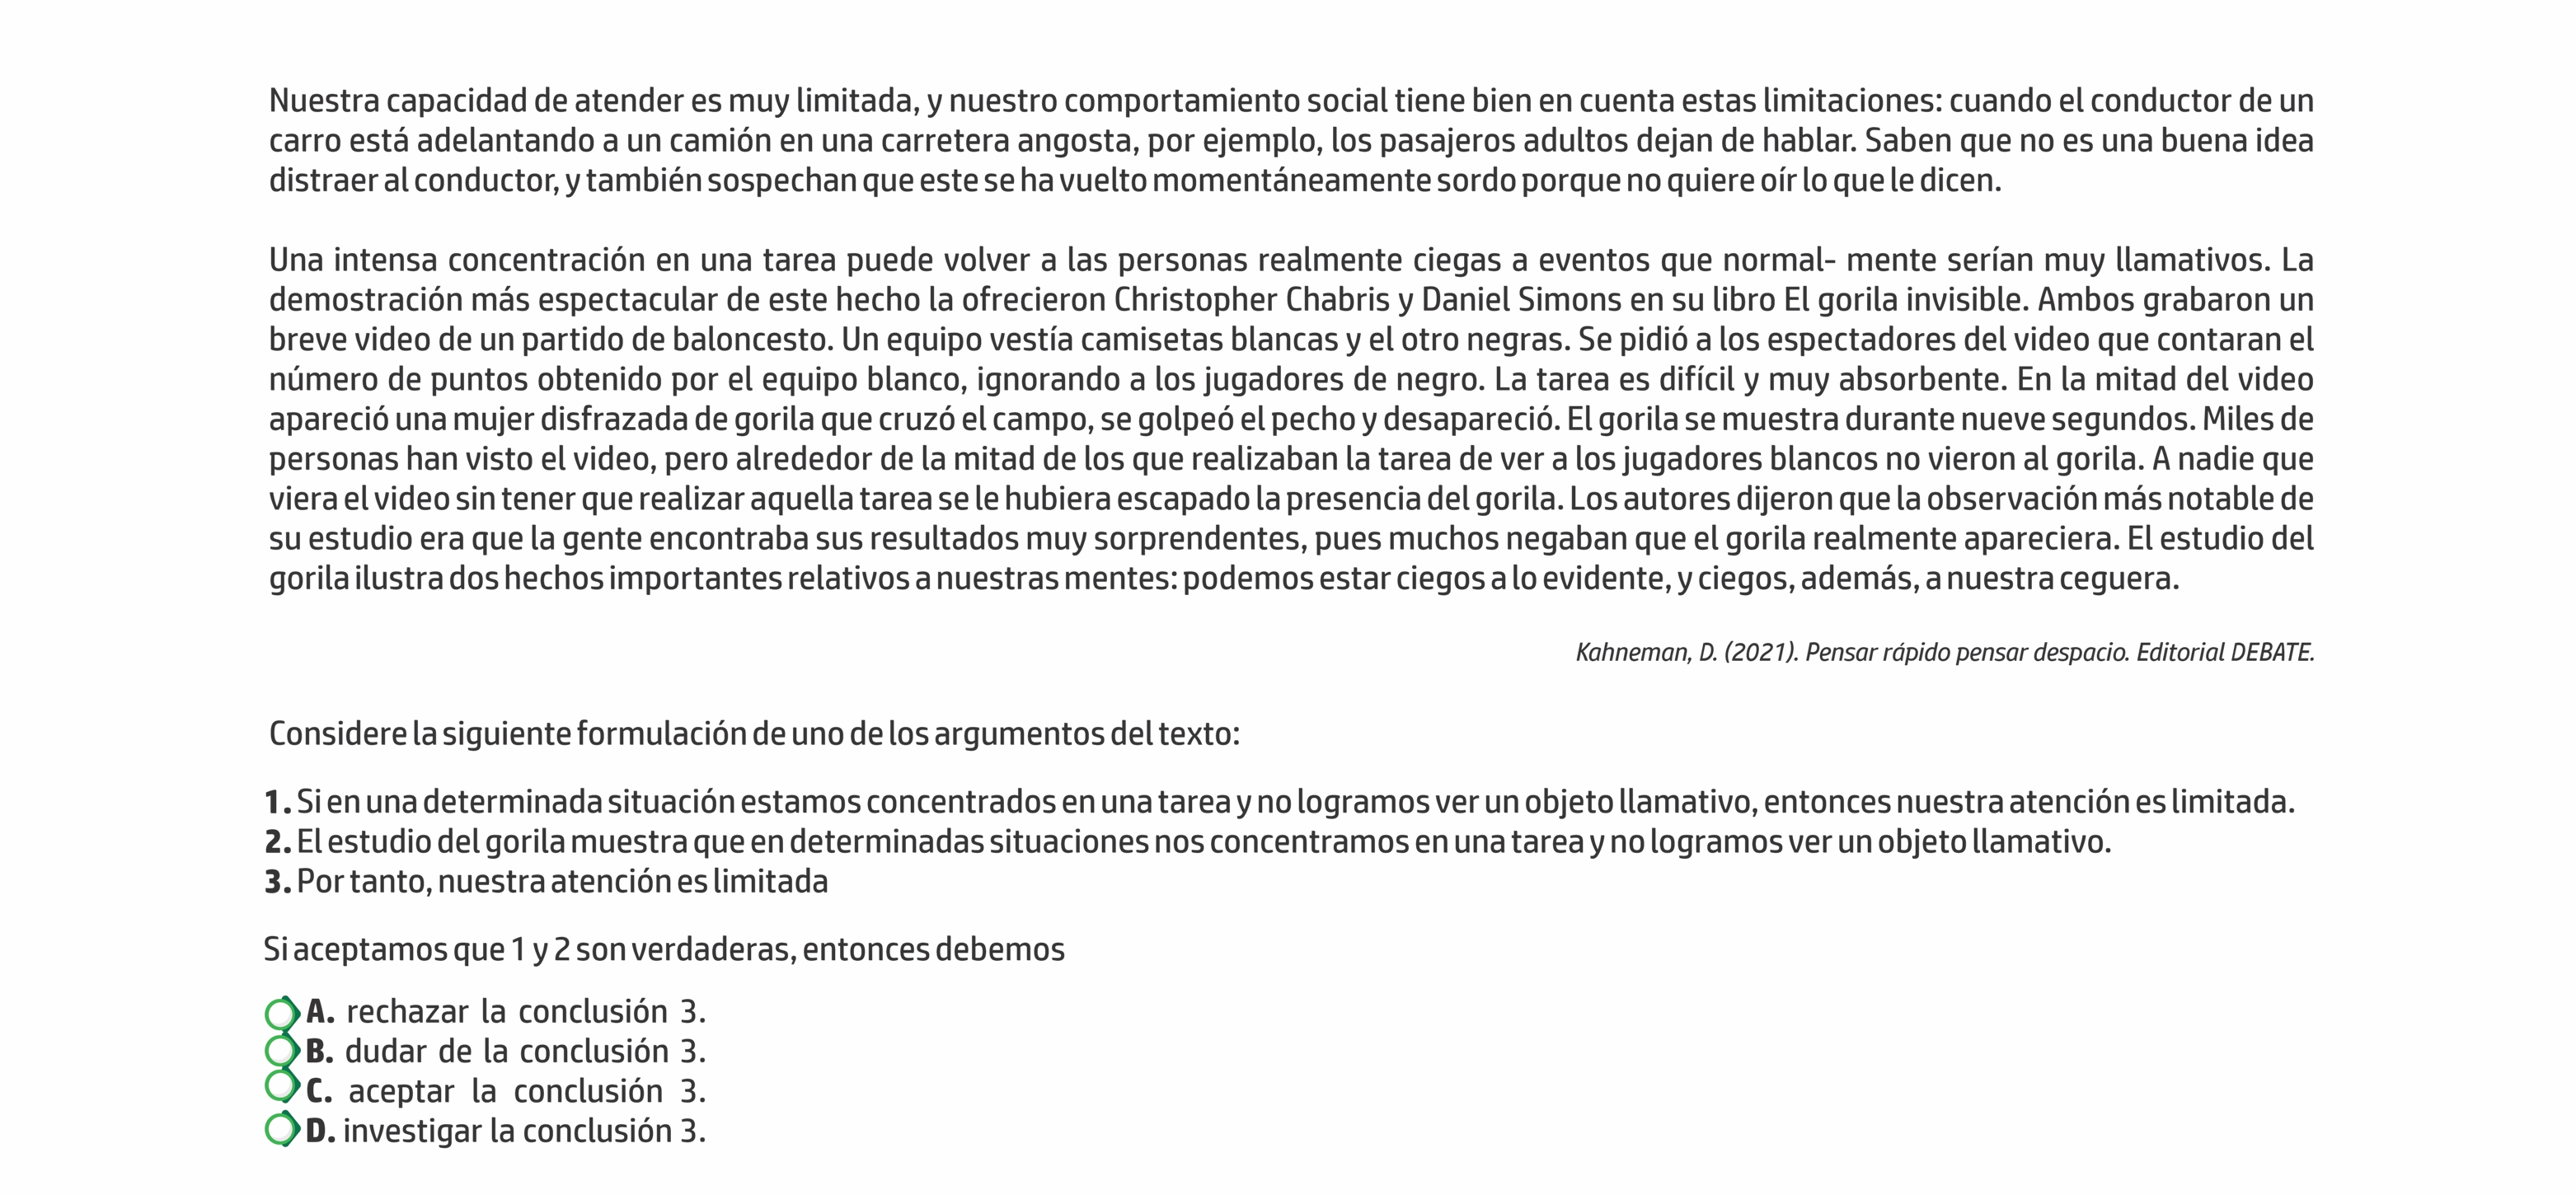 Nuestra capacidad de atender es muy limitada, y nuestro comportamiento social tiene bien en cuenta estas limitaciones: cuando el conductor de un
carro está adelantando a un camión en una carretera angosta, por ejemplo, los pasajeros adultos dejan de hablar. Saben que no es una buena idea
distraer al conductor, y también sospechan que este se ha vuelto momentáneamente sordo porque no quiere oír lo que le dicen.
Una intensa concentración en una tarea puede volver a las personas realmente ciegas a eventos que normal- mente serían muy llamativos. La
demostración más espectacular de este hecho la ofrecieron Christopher Chabris y Daniel Simons en su libro El gorila invisible. Ambos grabaron un
breve video de un partido de baloncesto. Un equipo vestía camisetas blancas y el otro negras. Se pidió a los espectadores del video que contaran el
número de puntos obtenido por el equipo blanco, ignorando a los jugadores de negro. La tarea es difícil y muy absorbente. En la mitad del video
apareció una mujer disfrazada de gorila que cruzó el campo, se golpeó el pecho y desapareció. El gorila se muestra durante nueve segundos. Miles de
personas han visto el video, pero alrededor de la mitad de los que realizaban la tarea de ver a los jugadores blancos no vieron al gorila. A nadie que
viera el video sin tener que realizar aquella tarea se le hubiera escapado la presencia del gorila. Los autores dijeron que la observación más notable de
su estudio era que la gente encontraba sus resultados muy sorprendentes, pues muchos negaban que el gorila realmente apareciera. El estudio del
gorila ilustra dos hechos importantes relativos a nuestras mentes: podemos estar ciegos a lo evidente, y ciegos, además, a nuestra ceguera.
Kahneman, D. (2021). Pensar rápido pensar despacio. Editorial DEBATE.
Considere la siguiente formulación de uno de los argumentos del texto:
1. Si en una determinada situación estamos concentrados en una tarea y no logramos ver un objeto llamativo, entonces nuestra atención es limitada.
2. El estudio del gorila muestra que en determinadas situaciones nos concentramos en una tarea y no logramos ver un objeto llamativo.
3. Por tanto, nuestra atención es limitada
Si aceptamos que 1 y 2 son verdaderas, entonces debemos
A. rechazar la conclusión 3.
B. dudar de la conclusión 3.
C. aceptar la conclusión 3.
D. investigar la conclusión 3.